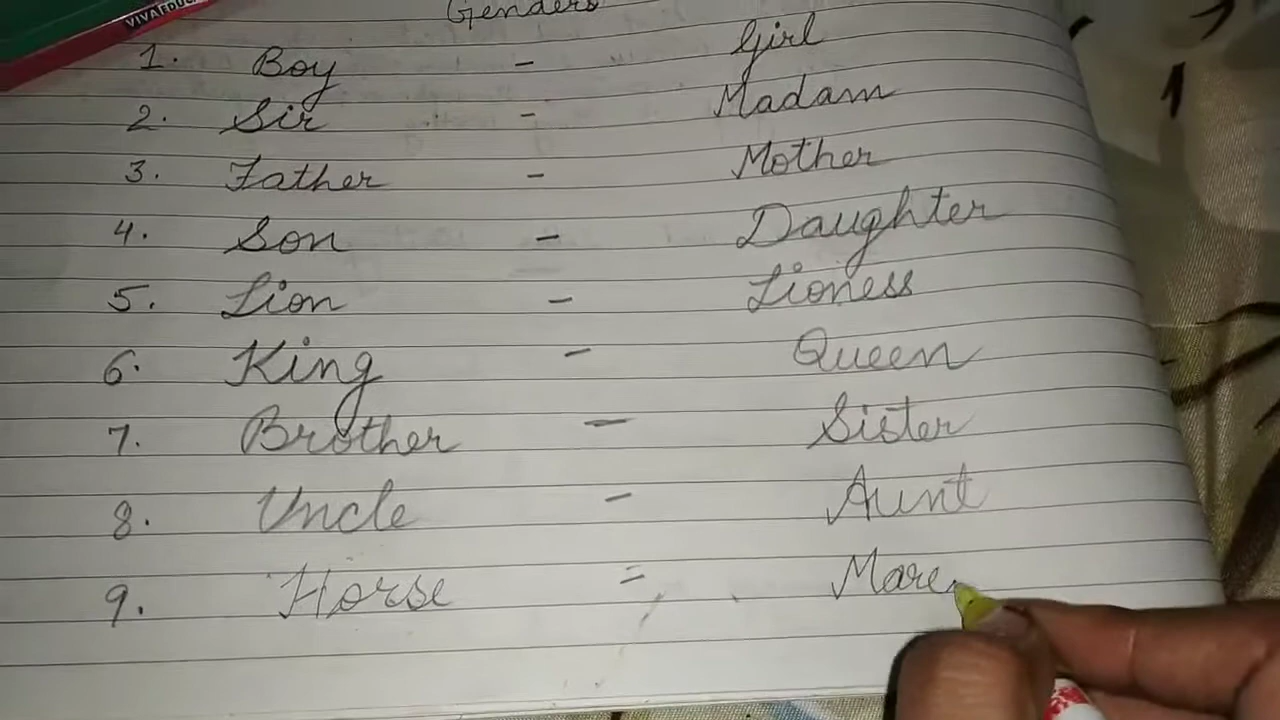 VIVAEDUC
Genders
1. Boy - Girl
2. Sir - Madam
3. Father - Mother
4. Son - Daughter
5. Lion - Lioness
6. King - Queen
7. Brother - Sister
8. Uncle - Aunt
9. Horse = Mare